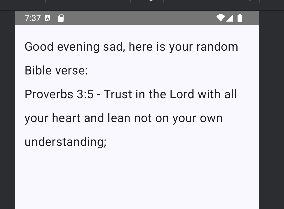 7:37
Good evening sad, here is your random
Bible verse:
Proverbs 3:5 - Trust in the Lord with all
your heart and lean not on your own
understanding;